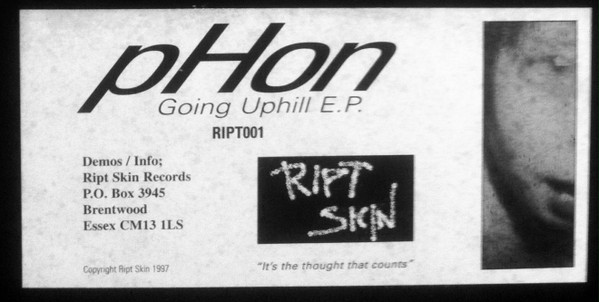 pHon
Going Uphill E.P.
RIPT001
Demos / Info;
Ript Skin Records
P.O. Box 3945
Brentwood
Essex CM13 1LS
RIPT
SKIN
Copyright Ript Skin 1997
"It's the thought that counts"